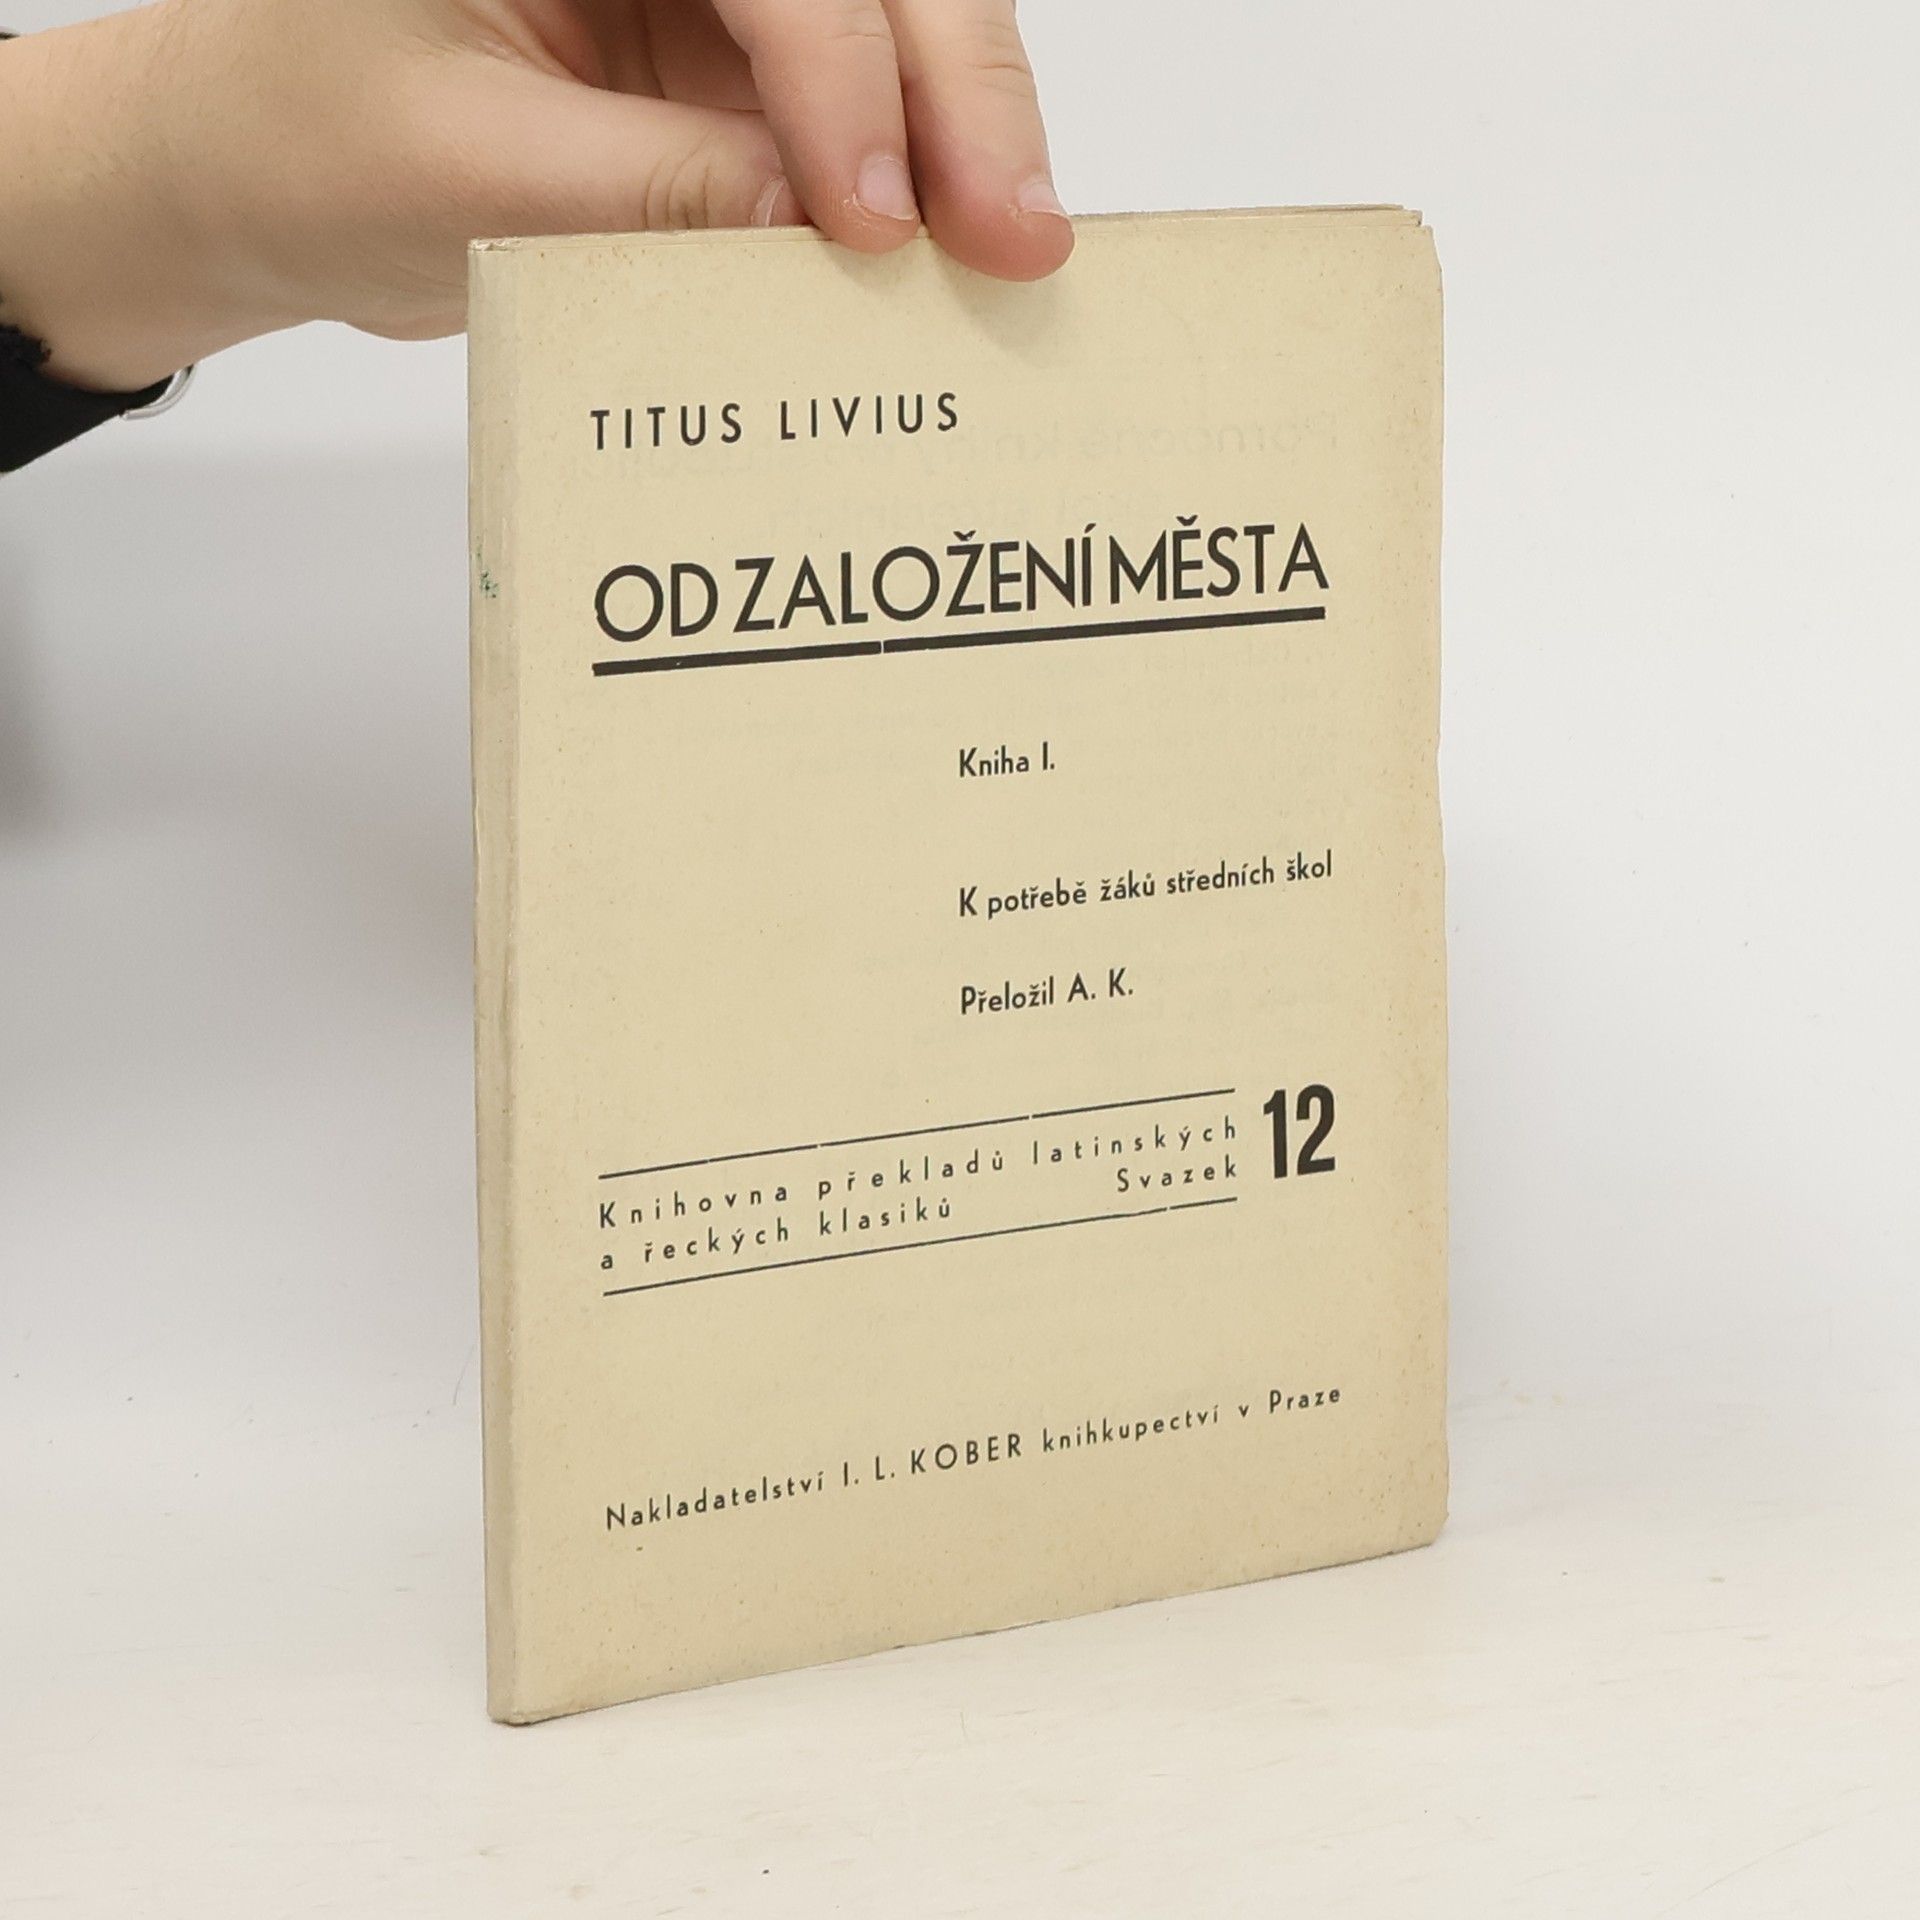 TITUS LIVIUS
OD ZALOŽENÍ MĚSTA
Kniha I.
K potřebě žáků středních škol
Přeložil A. K.
Knihovna překladů latinských
a řeckých klasiků Svazek 12
Nakladatelství I. L. KOBER knihkupectví v Praze